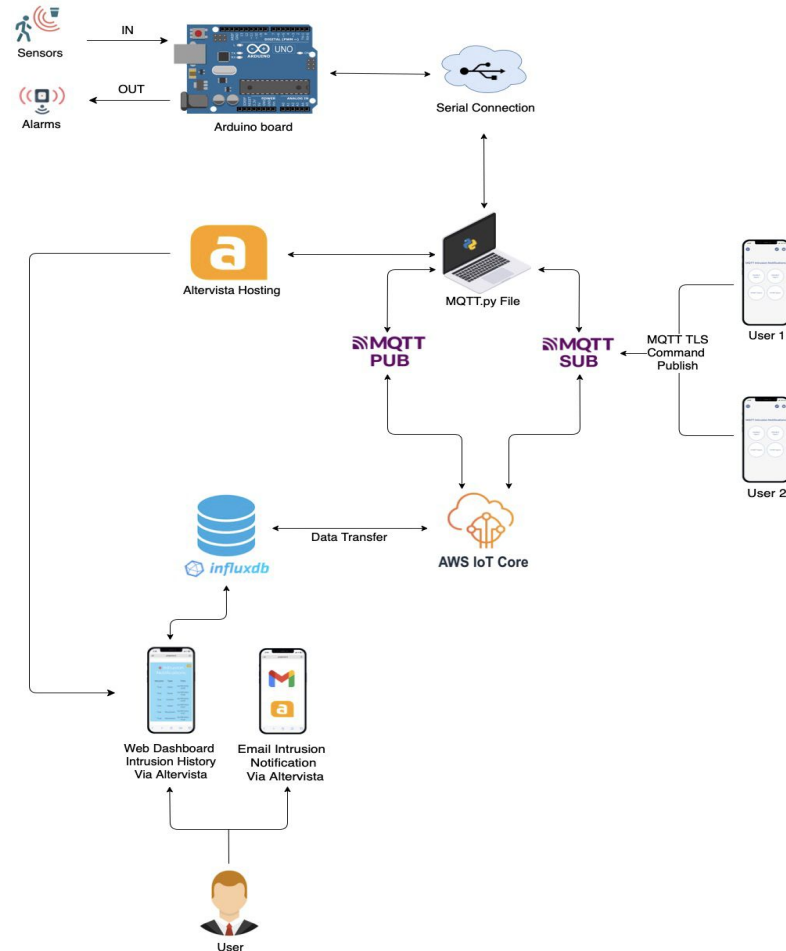 IN
Sensors
OUT
Alarms
UNO
ARDUINO
Arduino board
Serial Connection
a
Altervista Hosting
MQTT.py File
MQTT
PUB
MQTT
SUB
MQTT TLS
Command
Publish
User 1
User 2
influxdb
Data Transfer
AWS IoT Core
a
Web Dashboard
Intrusion History
Via Altervista
Email Intrusion
Notification
Via Altervista
User